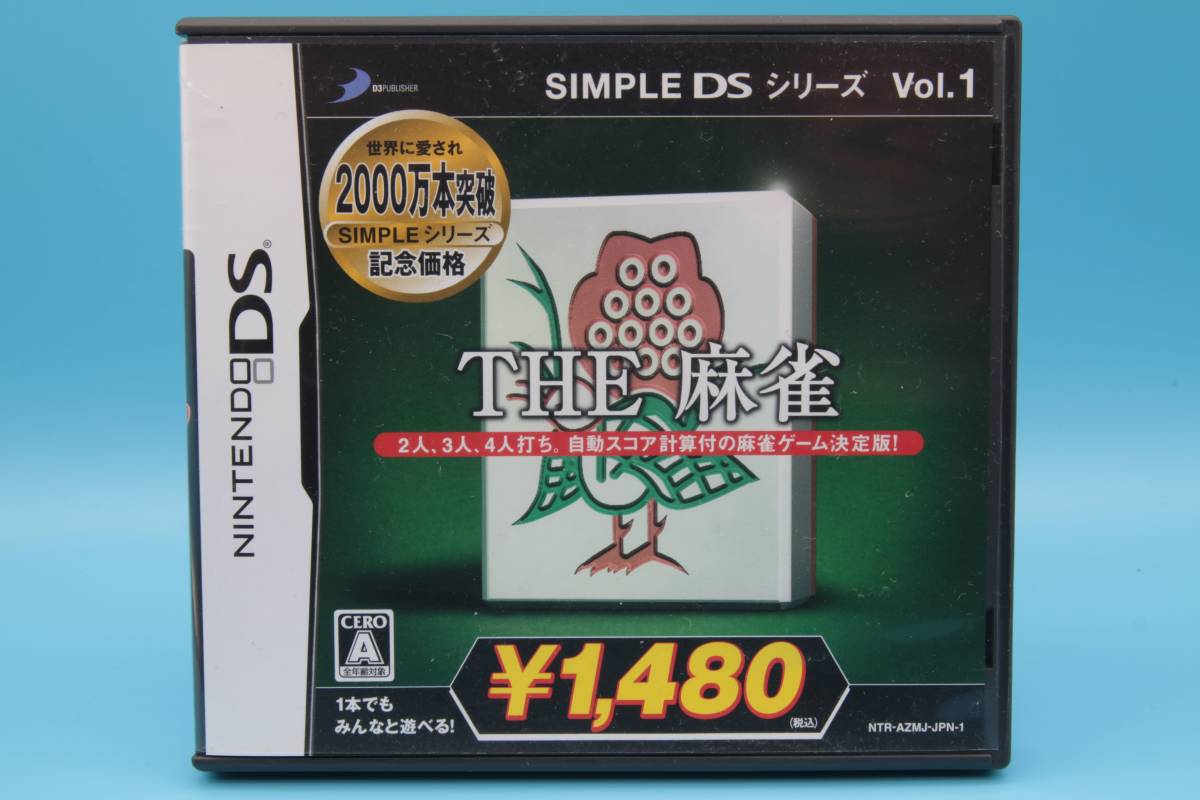 D3PUBLISHER
SIMPLE DS シリーズ Vol.1
世界に愛され
2000万本突破
SIMPLEシリーズ
記念価格
NINTENDO DS®
THE 麻雀
2人、3人、4人打ち。自動スコア計算付の麻雀ゲーム決定版!
CERO
A
全年齢対象
1本でも
みんなと遊べる!
¥1,480
(税込)
NTR-AZMJ-JPN-1